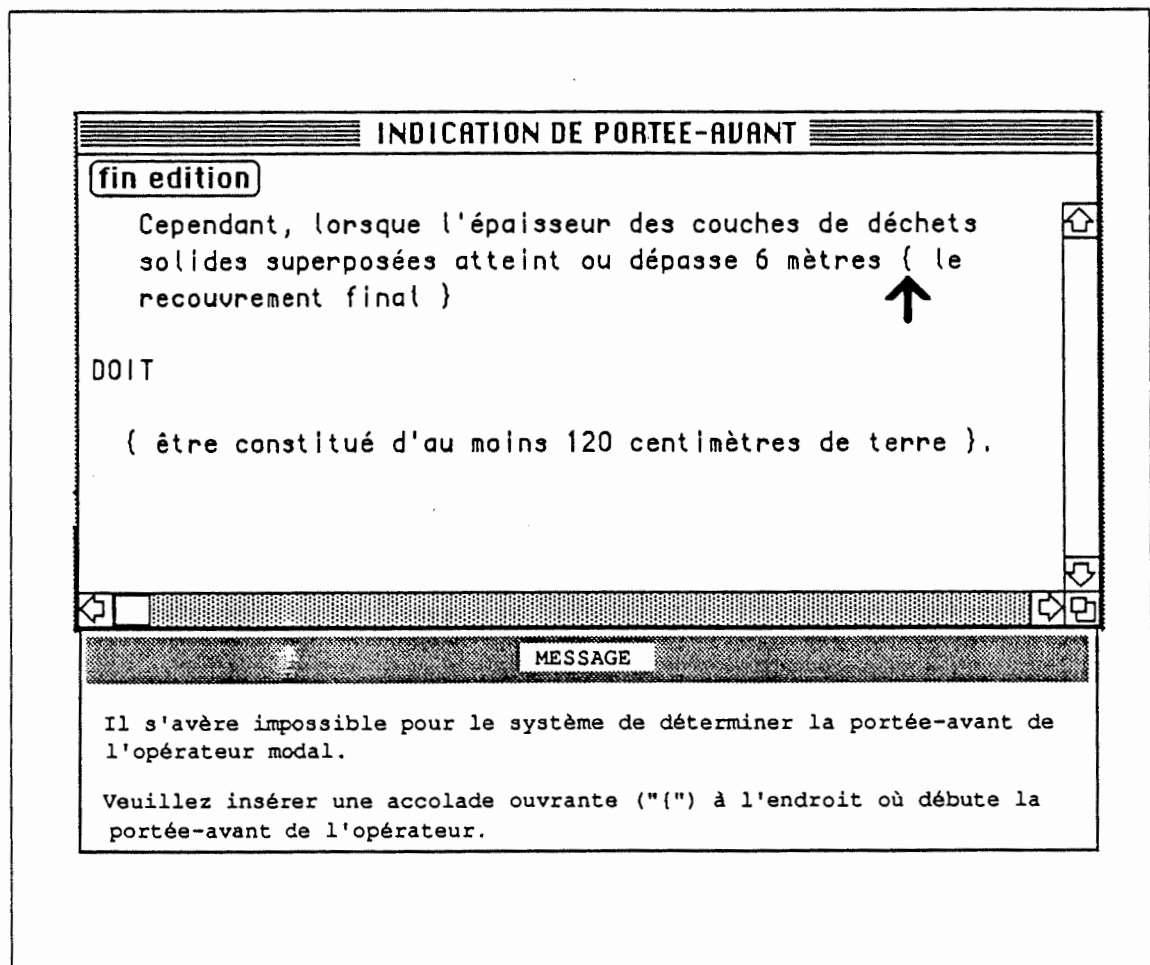 INDICATION DE PORTEE-AVANT
fin edition
Cependant, lorsque l'épaisseur des couches de déchets
solides superposées atteint ou dépasse 6 mètres { le
recouvrement final }
DOIT
{ être constitué d'au moins 120 centimètres de terre }.
MESSAGE
Il s'avère impossible pour le système de déterminer la portée-avant de
l'opérateur modal.
Veuillez insérer une accolade ouvrante ("{") à l'endroit où débute la
portée-avant de l'opérateur.